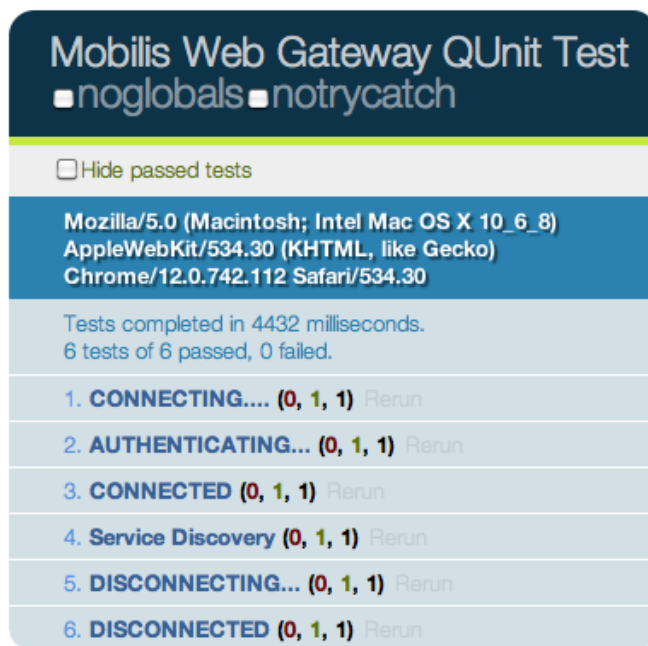 Mobilis Web Gateway QUnit Test
noglobals notrycatch
Hide passed tests
Mozilla/5.0 (Macintosh; Intel Mac OS X 10_6_8)
AppleWebKit/534.30 (KHTML, like Gecko)
Chrome/12.0.742.112 Safari/534.30
Tests completed in 4432 milliseconds.
6 tests of 6 passed, 0 failed.
1. CONNECTING.... (0, 1, 1) Rerun
2. AUTHENTICATING... (0, 1, 1) Rerun
3. CONNECTED (0, 1, 1) Rerun
4. Service Discovery (0, 1, 1) Rerun
5. DISCONNECTING... (0, 1, 1) Rerun
6. DISCONNECTED (0, 1, 1) Rerun